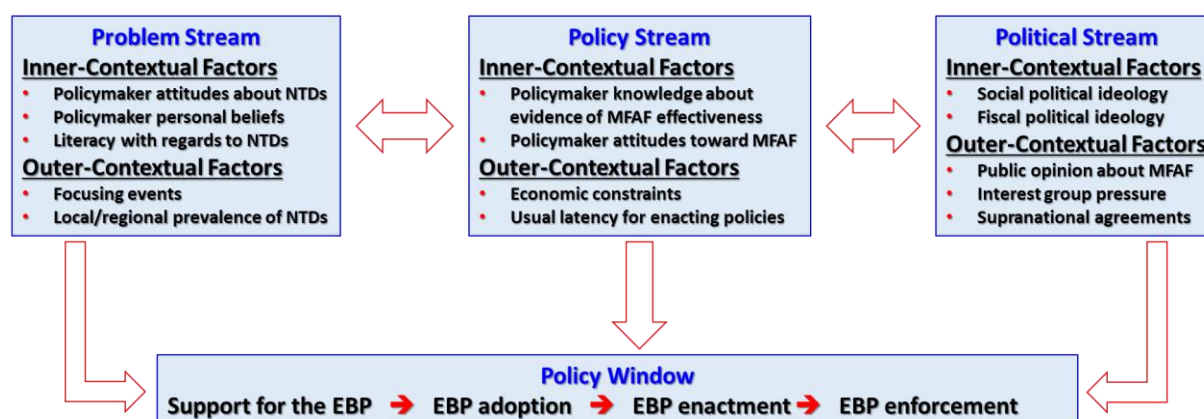 Problem Stream
Inner-Contextual Factors
• Policymaker attitudes about NTDs
• Policymaker personal beliefs
• Literacy with regards to NTDs
Outer-Contextual Factors
• Focusing events
• Local/regional prevalence of NTDs
Policy Stream
Inner-Contextual Factors
• Policymaker knowledge about
evidence of MFAF effectiveness
• Policymaker attitudes toward MFAF
Outer-Contextual Factors
• Economic constraints
• Usual latency for enacting policies
Political Stream
Inner-Contextual Factors
• Social political ideology
• Fiscal political ideology
Outer-Contextual Factors
• Public opinion about MFAF
• Interest group pressure
• Supranational agreements
Policy Window
Support for the EBP ➔ EBP adoption ➔ EBP enactment ➔ EBP enforcement